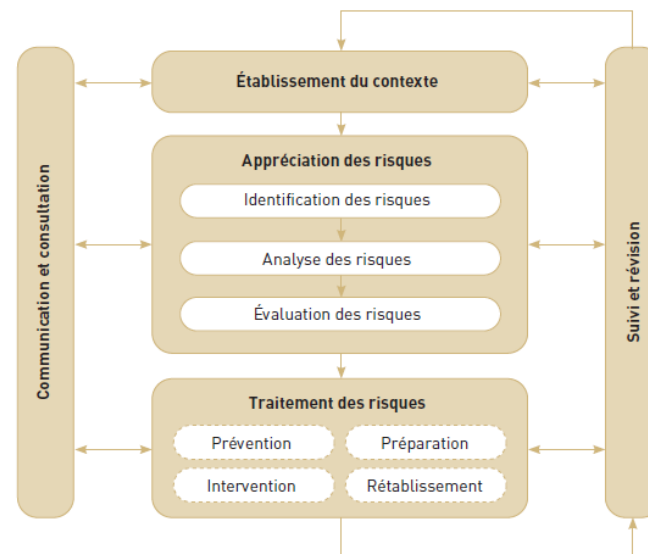 Établissement du contexte
Appréciation des risques
Identification des risques
Analyse des risques
Évaluation des risques
Traitement des risques
Prévention
Préparation
Intervention
Rétablissement
Communication et consultation
Suivi et révision